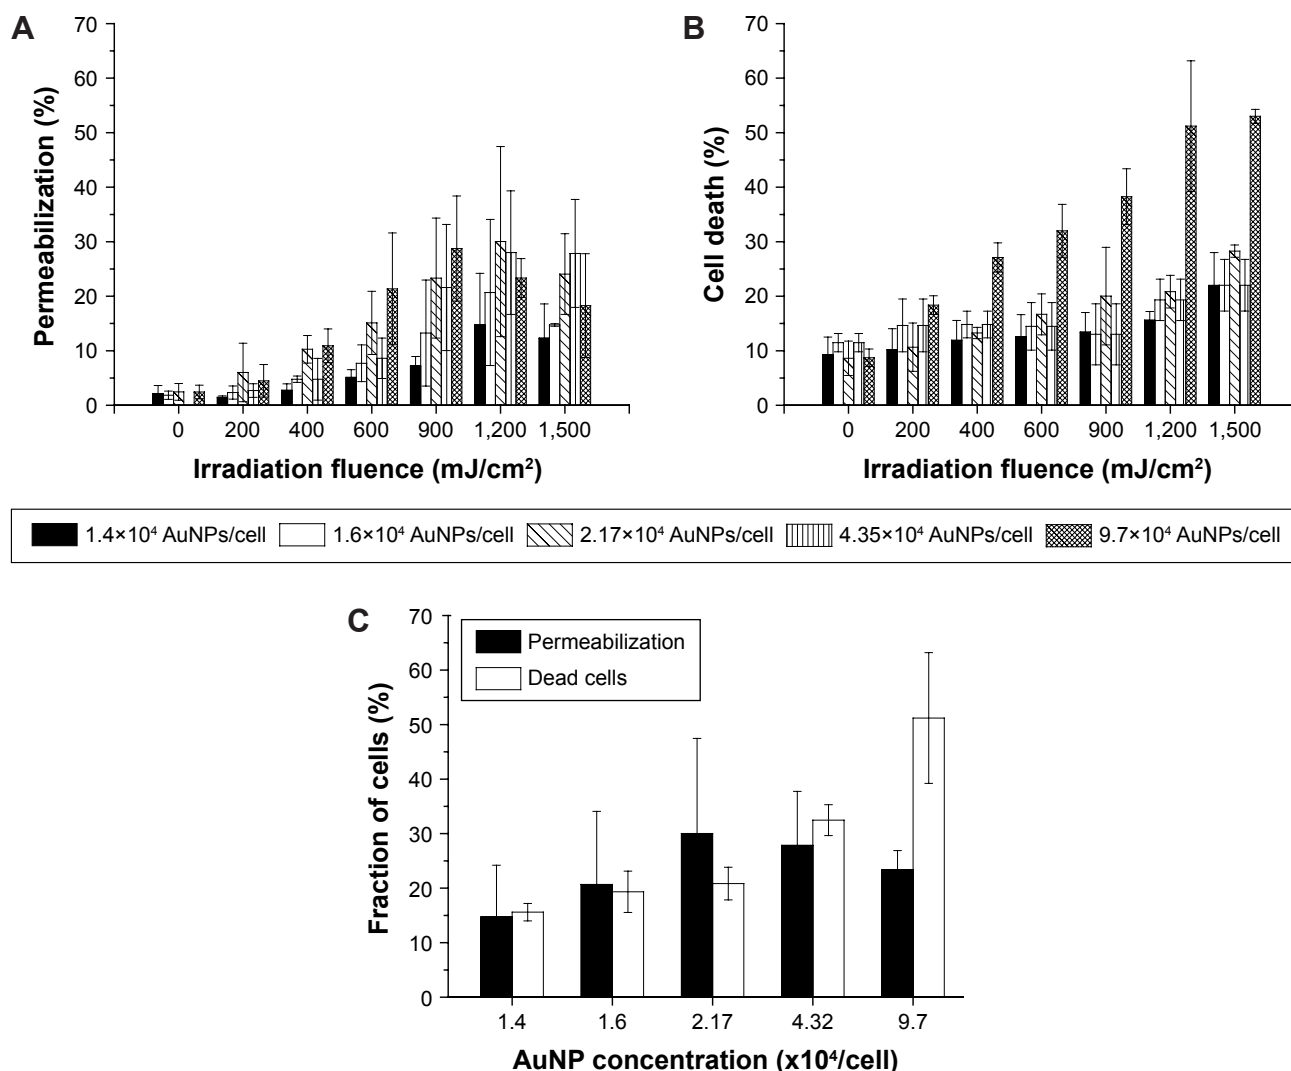 A
Permeabilization (%)
70
60
50
40
30
20
10
0
0 200 400 600 900 1,200 1,500
Irradiation fluence (mJ/cm²)
B
Cell death (%)
70
60
50
40
30
20
10
0
0 200 400 600 900 1,200 1,500
Irradiation fluence (mJ/cm²)
1.4×10⁴ AuNPs/cell 1.6×10⁴ AuNPs/cell 2.17×10⁴ AuNPs/cell 4.35×10⁴ AuNPs/cell 9.7×10⁴ AuNPs/cell
C
Fraction of cells (%)
70
60
50
40
30
20
10
0
Permeabilization
Dead cells
1.4 1.6 2.17 4.32 9.7
AuNP concentration (x10⁴/cell)